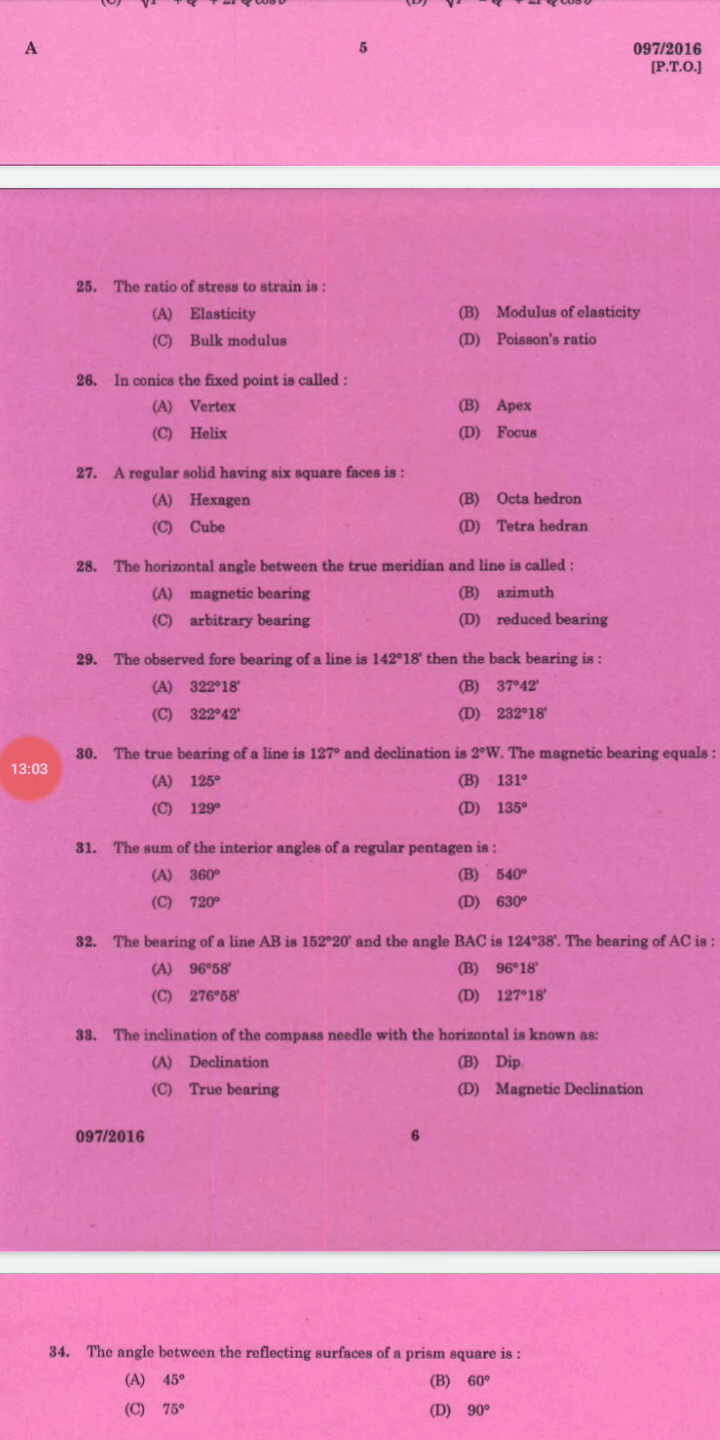 A 5 097/2016
[P.T.O.]
25. The ratio of stress to strain is :
(A) Elasticity (B) Modulus of elasticity
(C) Bulk modulus (D) Poisson's ratio
26. In conics the fixed point is called :
(A) Vertex (B) Apex
(C) Helix (D) Focus
27. A regular solid having six square faces is :
(A) Hexagen (B) Octa hedron
(C) Cube (D) Tetra hedran
28. The horizontal angle between the true meridian and line is called :
(A) magnetic bearing (B) azimuth
(C) arbitrary bearing (D) reduced bearing
29. The observed fore bearing of a line is 142°18' then the back bearing is :
(A) 322°18' (B) 37°42'
(C) 322°42' (D) 232°18'
30. The true bearing of a line is 127° and declination is 2°W. The magnetic bearing equals :
13:03
(A) 125° (B) 131°
(C) 129° (D) 135°
31. The sum of the interior angles of a regular pentagen is :
(A) 360° (B) 540°
(C) 720° (D) 630°
32. The bearing of a line AB is 152°20' and the angle BAC is 124°38'. The bearing of AC is :
(A) 96°58' (B) 96°18'
(C) 276°58' (D) 127°18'
33. The inclination of the compass needle with the horizontal is known as:
(A) Declination (B) Dip
(C) True bearing (D) Magnetic Declination
097/2016 6
34. The angle between the reflecting surfaces of a prism square is :
(A) 45° (B) 60°
(C) 75° (D) 90°